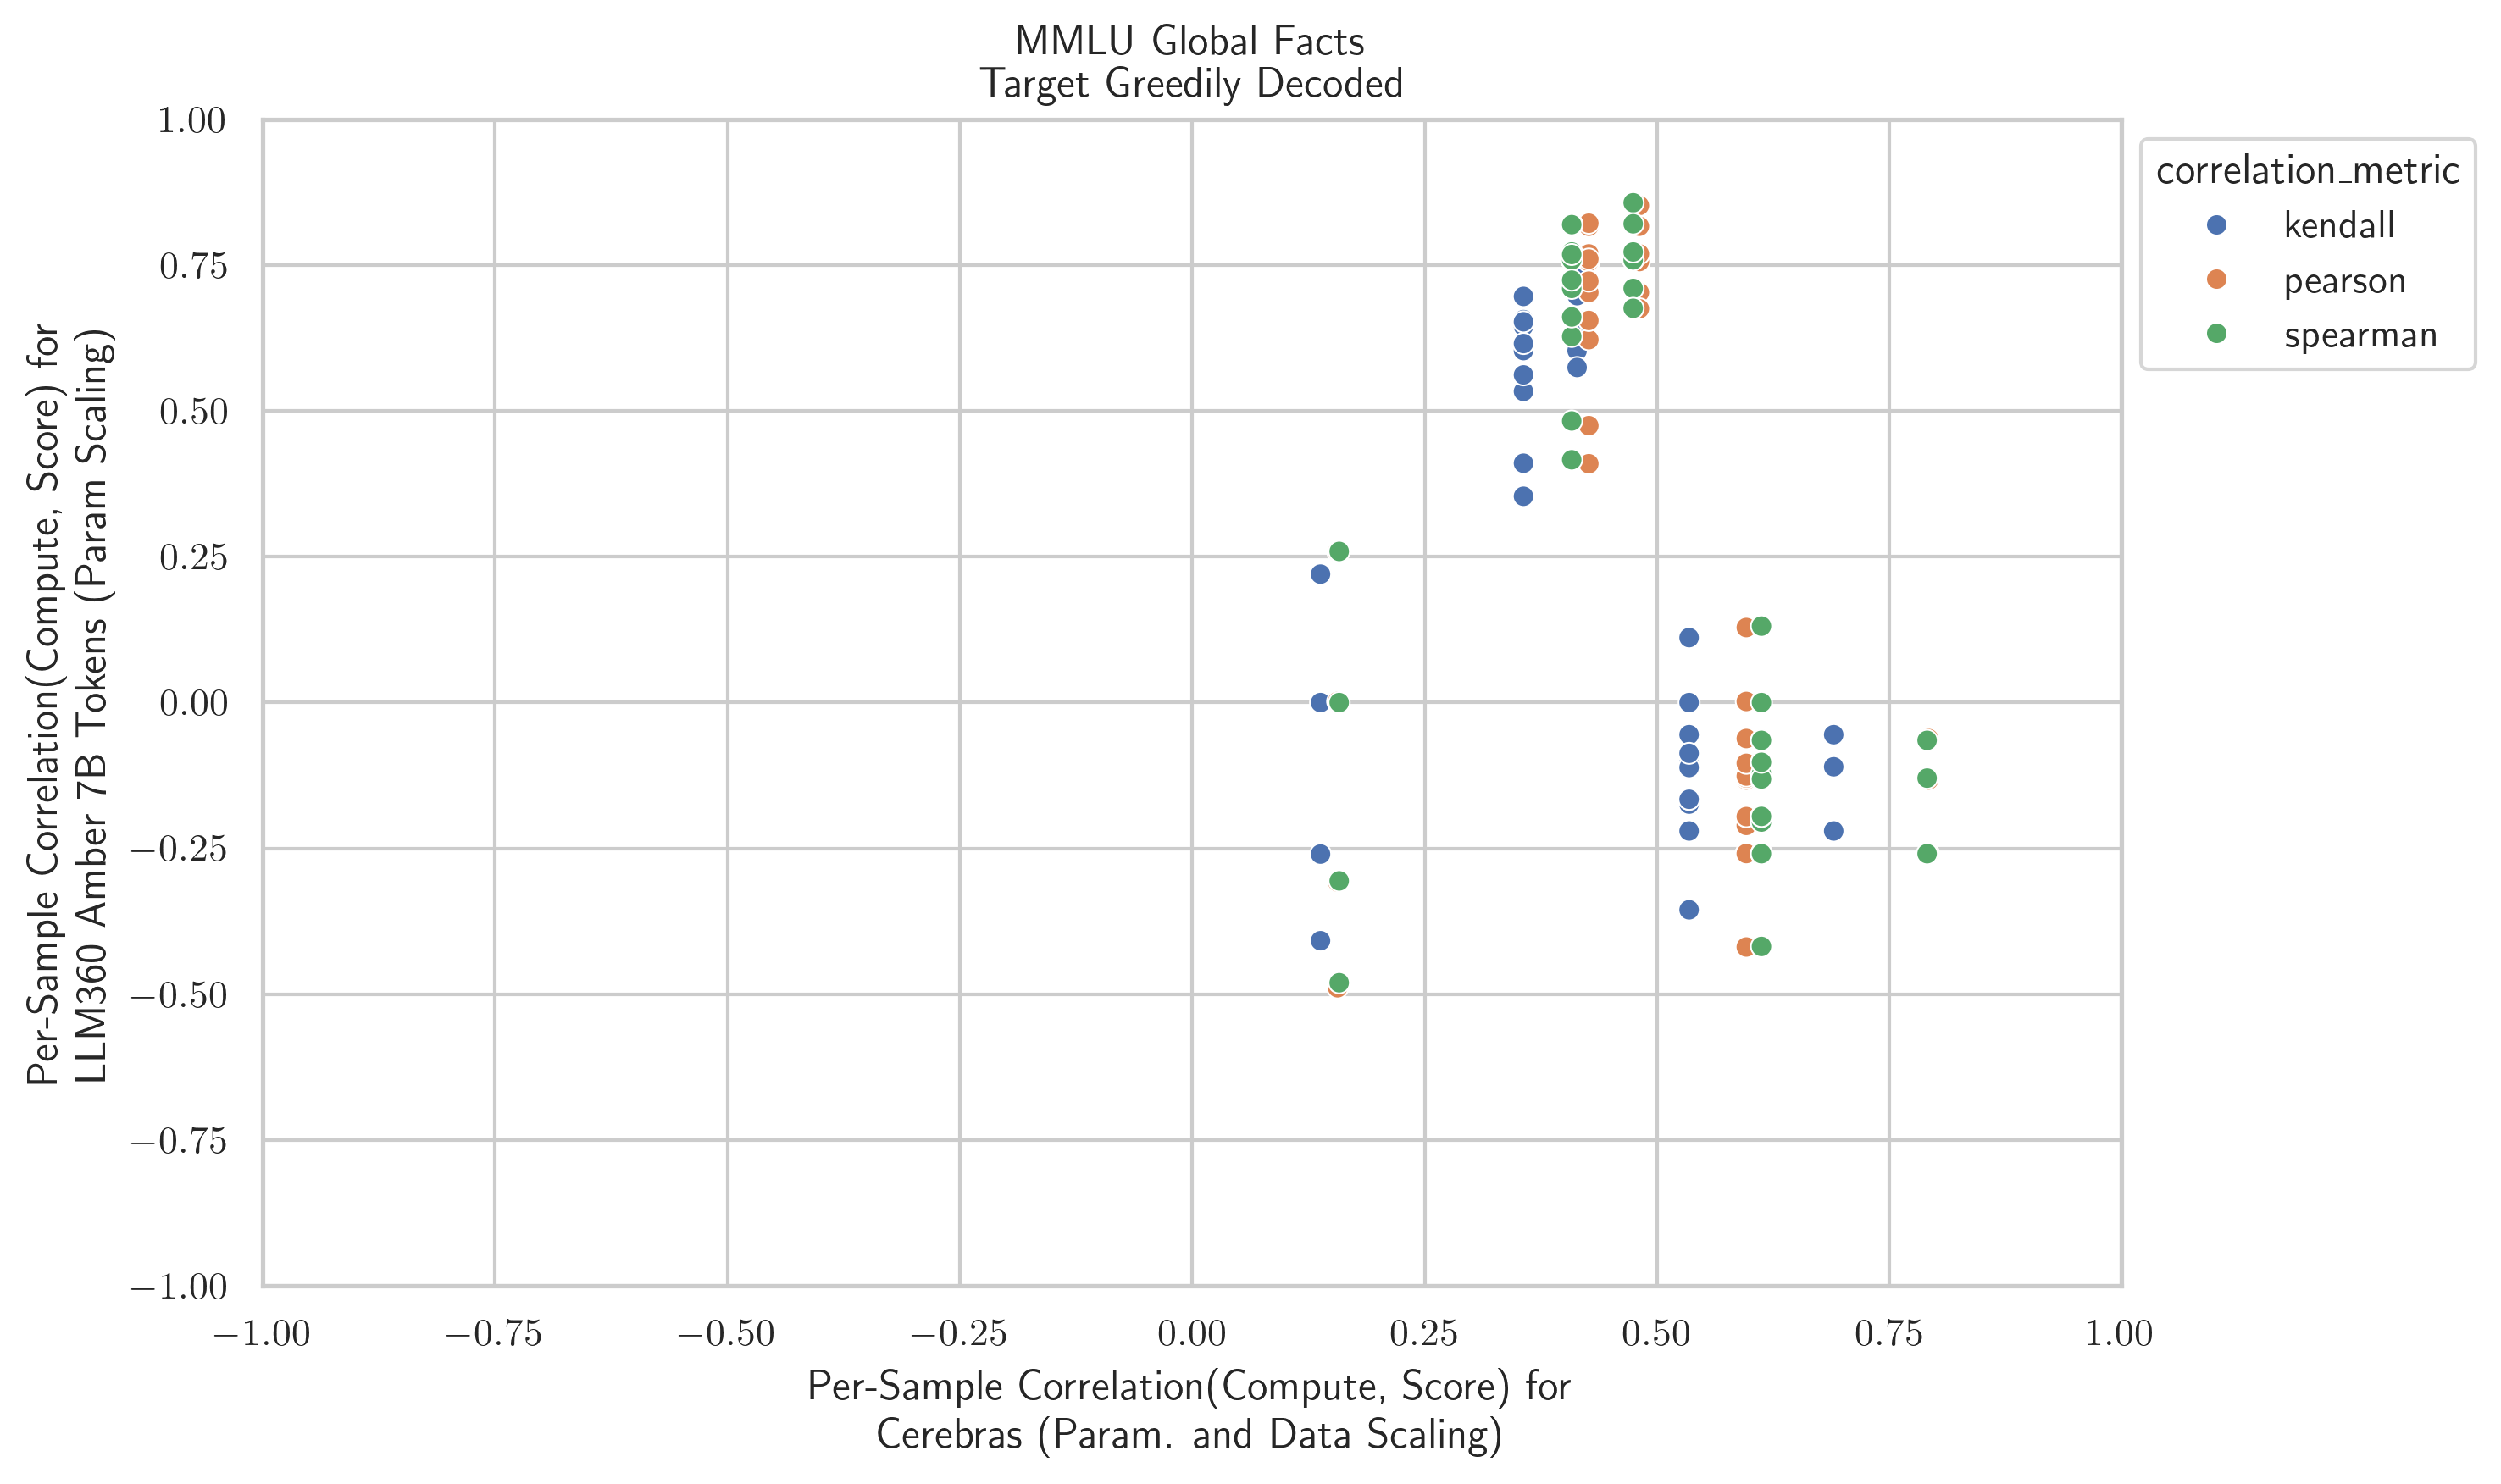 MMLU Global Facts
Target Greedily Decoded
Per-Sample Correlation(Compute, Score) for
LLM360 Amber 7B Tokens (Param Scaling)
1.00
0.75
0.50
0.25
0.00
−0.25
−0.50
−0.75
−1.00
−1.00 −0.75 −0.50 −0.25 0.00 0.25 0.50 0.75 1.00
Per-Sample Correlation(Compute, Score) for
Cerebras (Param. and Data Scaling)
correlation_metric
kendall
pearson
spearman